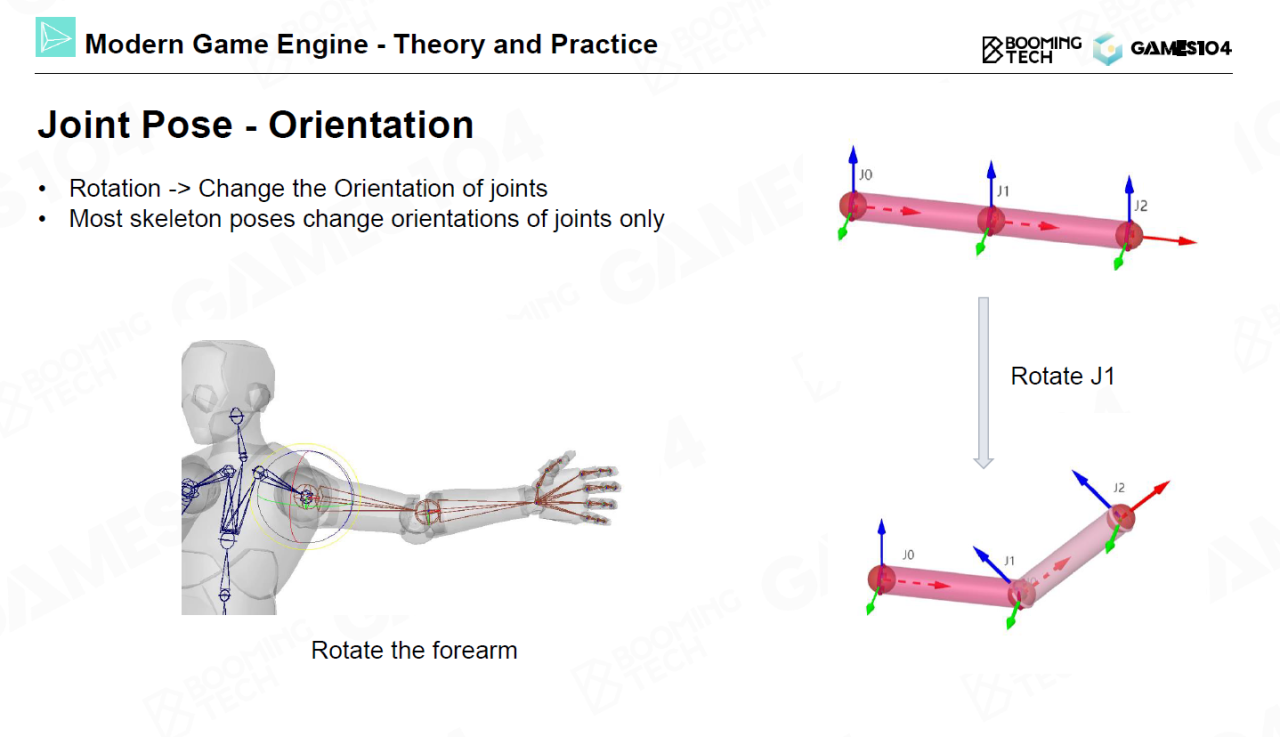 Modern Game Engine - Theory and Practice
BOOMING
TECH
GAMES104
Joint Pose - Orientation
• Rotation -> Change the Orientation of joints
• Most skeleton poses change orientations of joints only
J0
J1
J2
Rotate J1
J2
J0
J1
Rotate the forearm